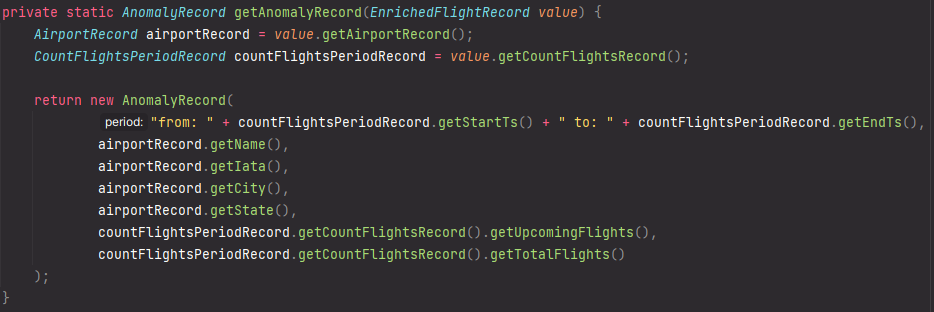 private static AnomalyRecord getAnomalyRecord(EnrichedFlightRecord value) {
    AirportRecord airportRecord = value.getAirportRecord();
    CountFlightsPeriodRecord countFlightsPeriodRecord = value.getCountFlightsRecord();

    return new AnomalyRecord(
            period: "from: " + countFlightsPeriodRecord.getStartTs() + " to: " + countFlightsPeriodRecord.getEndTs(),
            airportRecord.getName(),
            airportRecord.getIata(),
            airportRecord.getCity(),
            airportRecord.getState(),
            countFlightsPeriodRecord.getCountFlightsRecord().getUpcomingFlights(),
            countFlightsPeriodRecord.getCountFlightsRecord().getTotalFlights()
    );
}